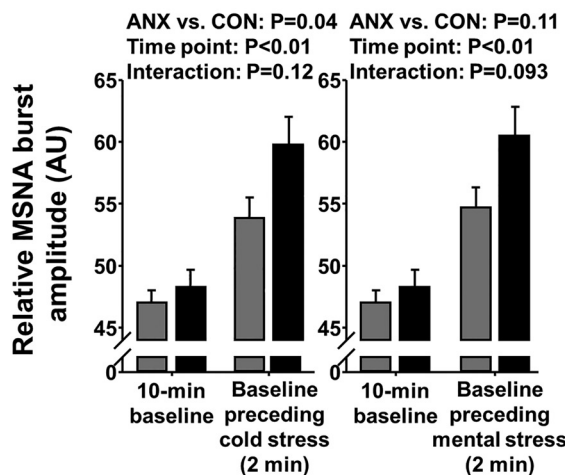 ANX vs. CON: P=0.04
Time point: P<0.01
Interaction: P=0.12
ANX vs. CON: P=0.11
Time point: P<0.01
Interaction: P=0.093
Relative MSNA burst
amplitude (AU)
65
60
55
50
45
0
65
60
55
50
45
0
10-min
baseline
Baseline
preceding
cold stress
(2 min)
10-min
baseline
Baseline
preceding
mental stress
(2 min)